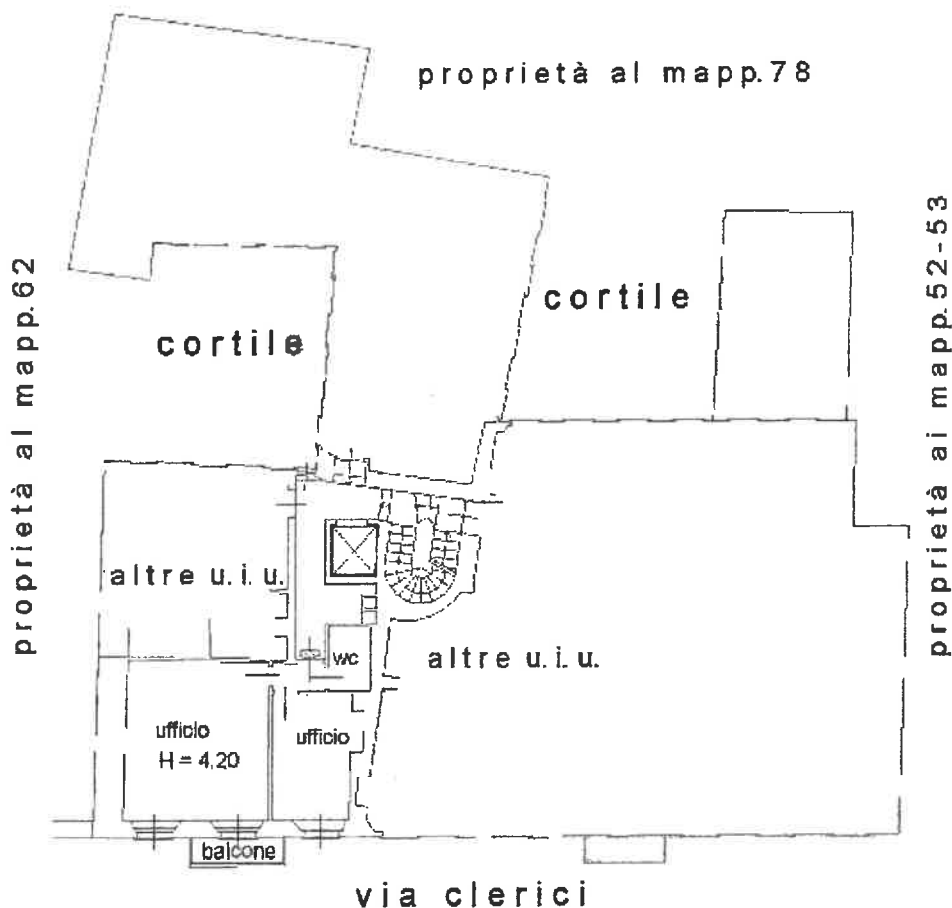 proprietà al mapp.78
proprietà al mapp.62
cortile
cortile
proprietà ai mapp.52-53
altre u.i.u.
wc
altre u.i.u.
ufficio
H = 4,20
ufficio
balcone
via clerici